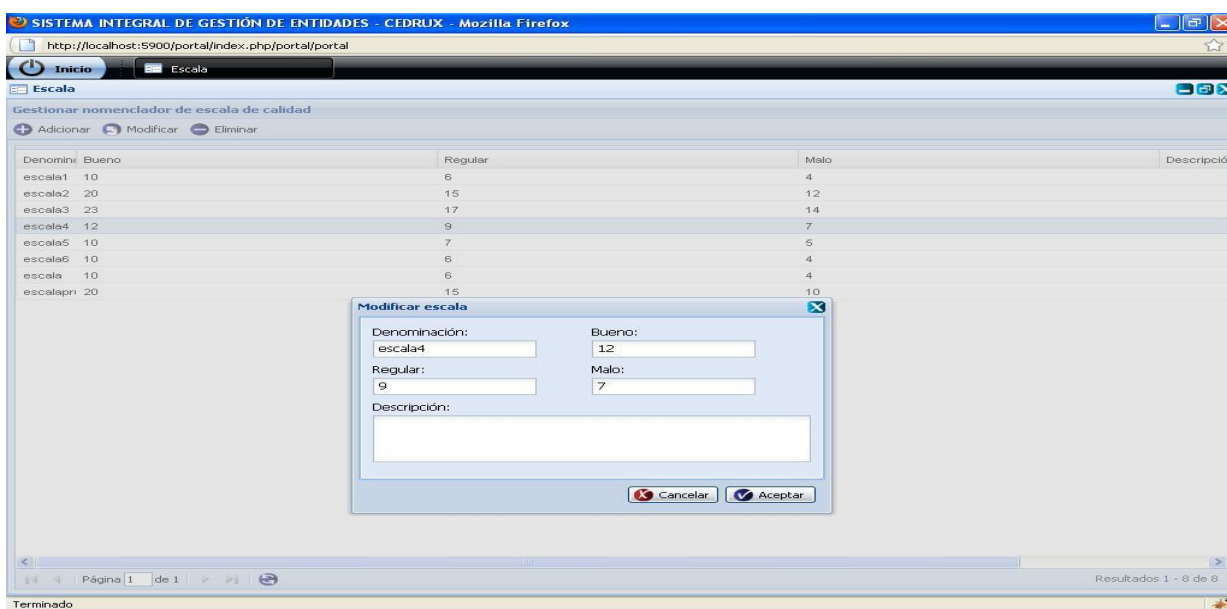 SISTEMA INTEGRAL DE GESTIÓN DE ENTIDADES - CEDRUX - Mozilla Firefox
http://localhost:5900/portal/index.php/portal/portal
Inicio Escala
Escala
Gestionar nomenclador de escala de calidad
Adicionar Modificar Eliminar
Denomina Bueno Regular Malo Descripció
escala1 10 6 4
escala2 20 15 12
escala3 23 17 14
escala4 12 9 7
escala5 10 7 5
escala6 10 6 4
escala 10 6 4
escalapr 20 15 10
Modificar escala
Denominación: Bueno:
escala4 12
Regular: Malo:
9 7
Descripción:
Cancelar Aceptar
Página 1 de 1 Resultados 1 - 8 de 8
Terminado